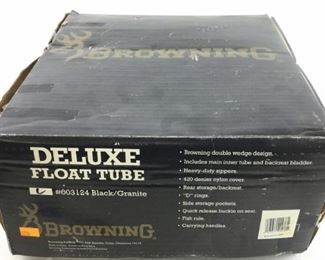 BROWNING
DELUXE
FLOAT TUBE
#603124 Black/Granite
BROWNING
• Browning double wedge design.
• Includes main inner tube and backrest bladder.
• Heavy-duty zippers.
• 420 denier nylon cover.
• Rear storage/backrest.
• "D" rings.
• Side storage pockets.
• Quick release buckle on seat.
• Fish rule.
• Carrying handles.